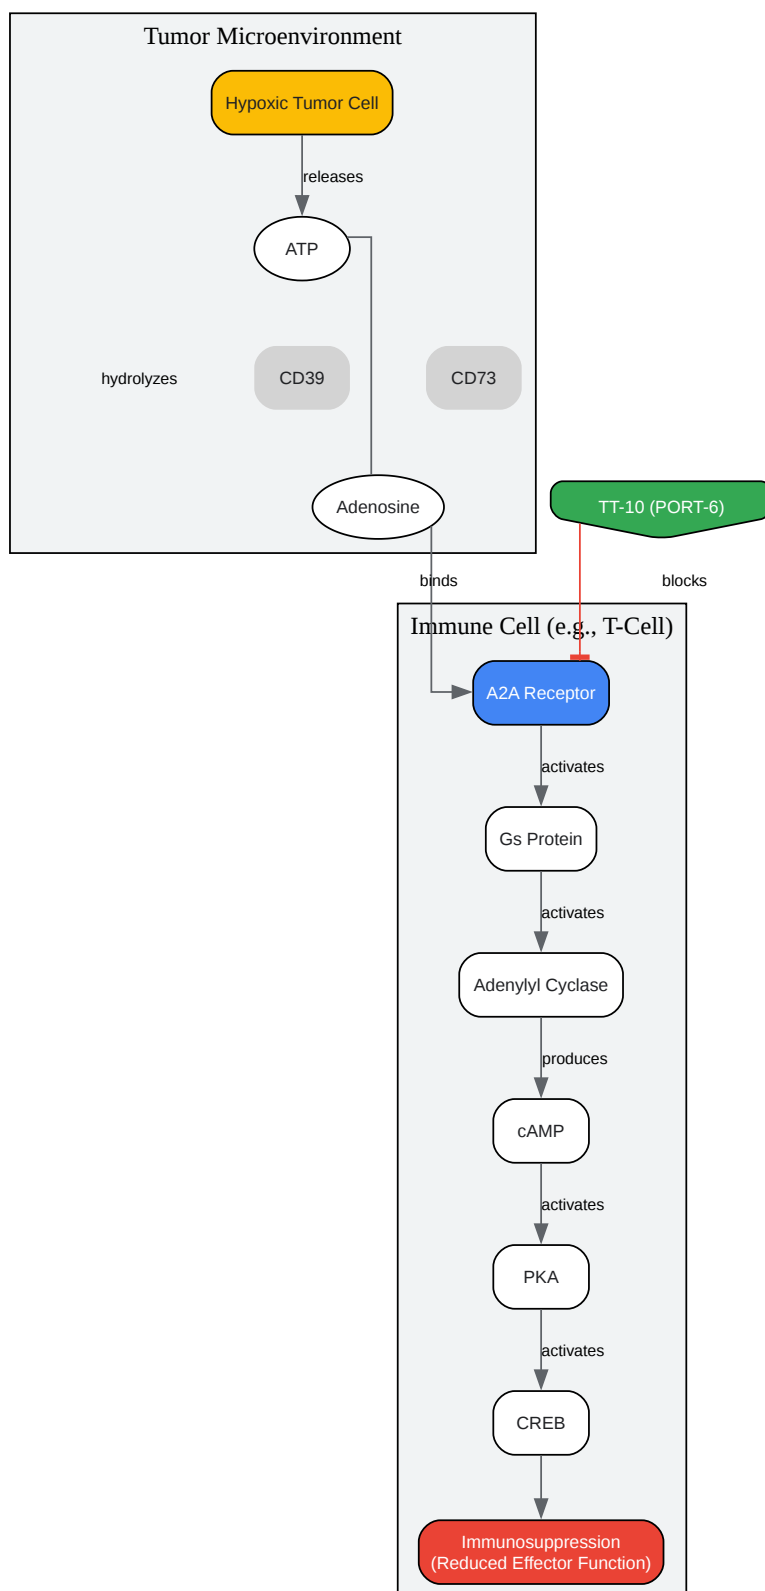 Tumor Microenvironment
Hypoxic Tumor Cell
releases
ATP
hydrolyzes
CD39
CD73
Adenosine
TT-10 (PORT-6)
binds
blocks
Immune Cell (e.g., T-Cell)
A2A Receptor
activates
Gs Protein
activates
Adenylyl Cyclase
produces
cAMP
activates
PKA
activates
CREB
Immunosuppression
(Reduced Effector Function)